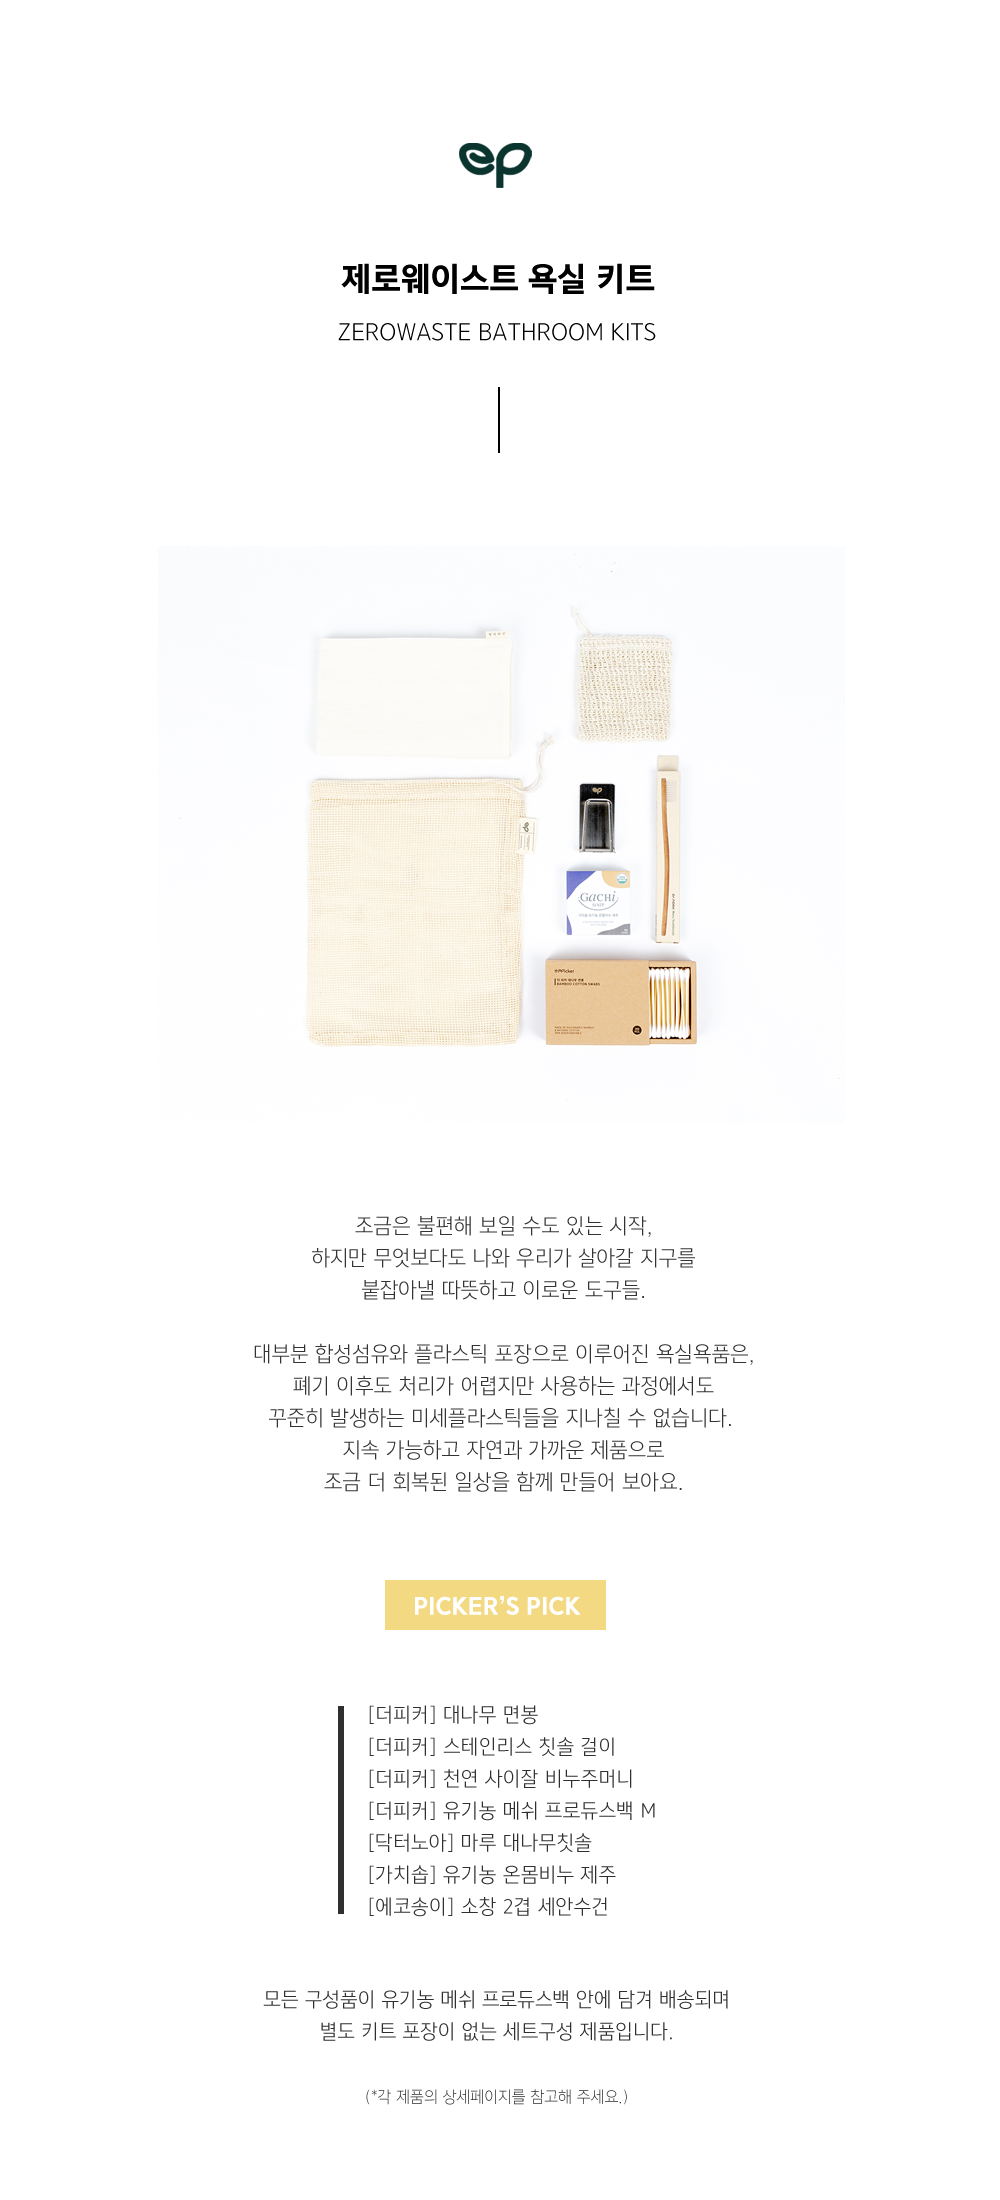 ep
제로웨이스트 욕실 키트
ZEROWASTE BATHROOM KITS
ep
GACHI
SOAP
BAMBOO COTTON SWABS
조금은 불편해 보일 수도 있는 시작,
하지만 무엇보다도 나와 우리가 살아갈 지구를
붙잡아낼 따뜻하고 이로운 도구들.
대부분 합성섬유와 플라스틱 포장으로 이루어진 욕실욕품은,
폐기 이후도 처리가 어렵지만 사용하는 과정에서도
꾸준히 발생하는 미세플라스틱들을 지나칠 수 없습니다.
지속 가능하고 자연과 가까운 제품으로
조금 더 회복된 일상을 함께 만들어 보아요.
PICKER'S PICK
[더피커] 대나무 면봉
[더피커] 스테인리스 칫솔 걸이
[더피커] 천연 사이잘 비누주머니
[더피커] 유기농 메쉬 프로듀스백 M
[닥터노아] 마루 대나무칫솔
[가치솝] 유기농 온몸비누 제주
[에코송이] 소창 2겹 세안수건
모든 구성품이 유기농 메쉬 프로듀스백 안에 담겨 배송되며
별도 키트 포장이 없는 세트구성 제품입니다.
(*각 제품의 상세페이지를 참고해 주세요.)